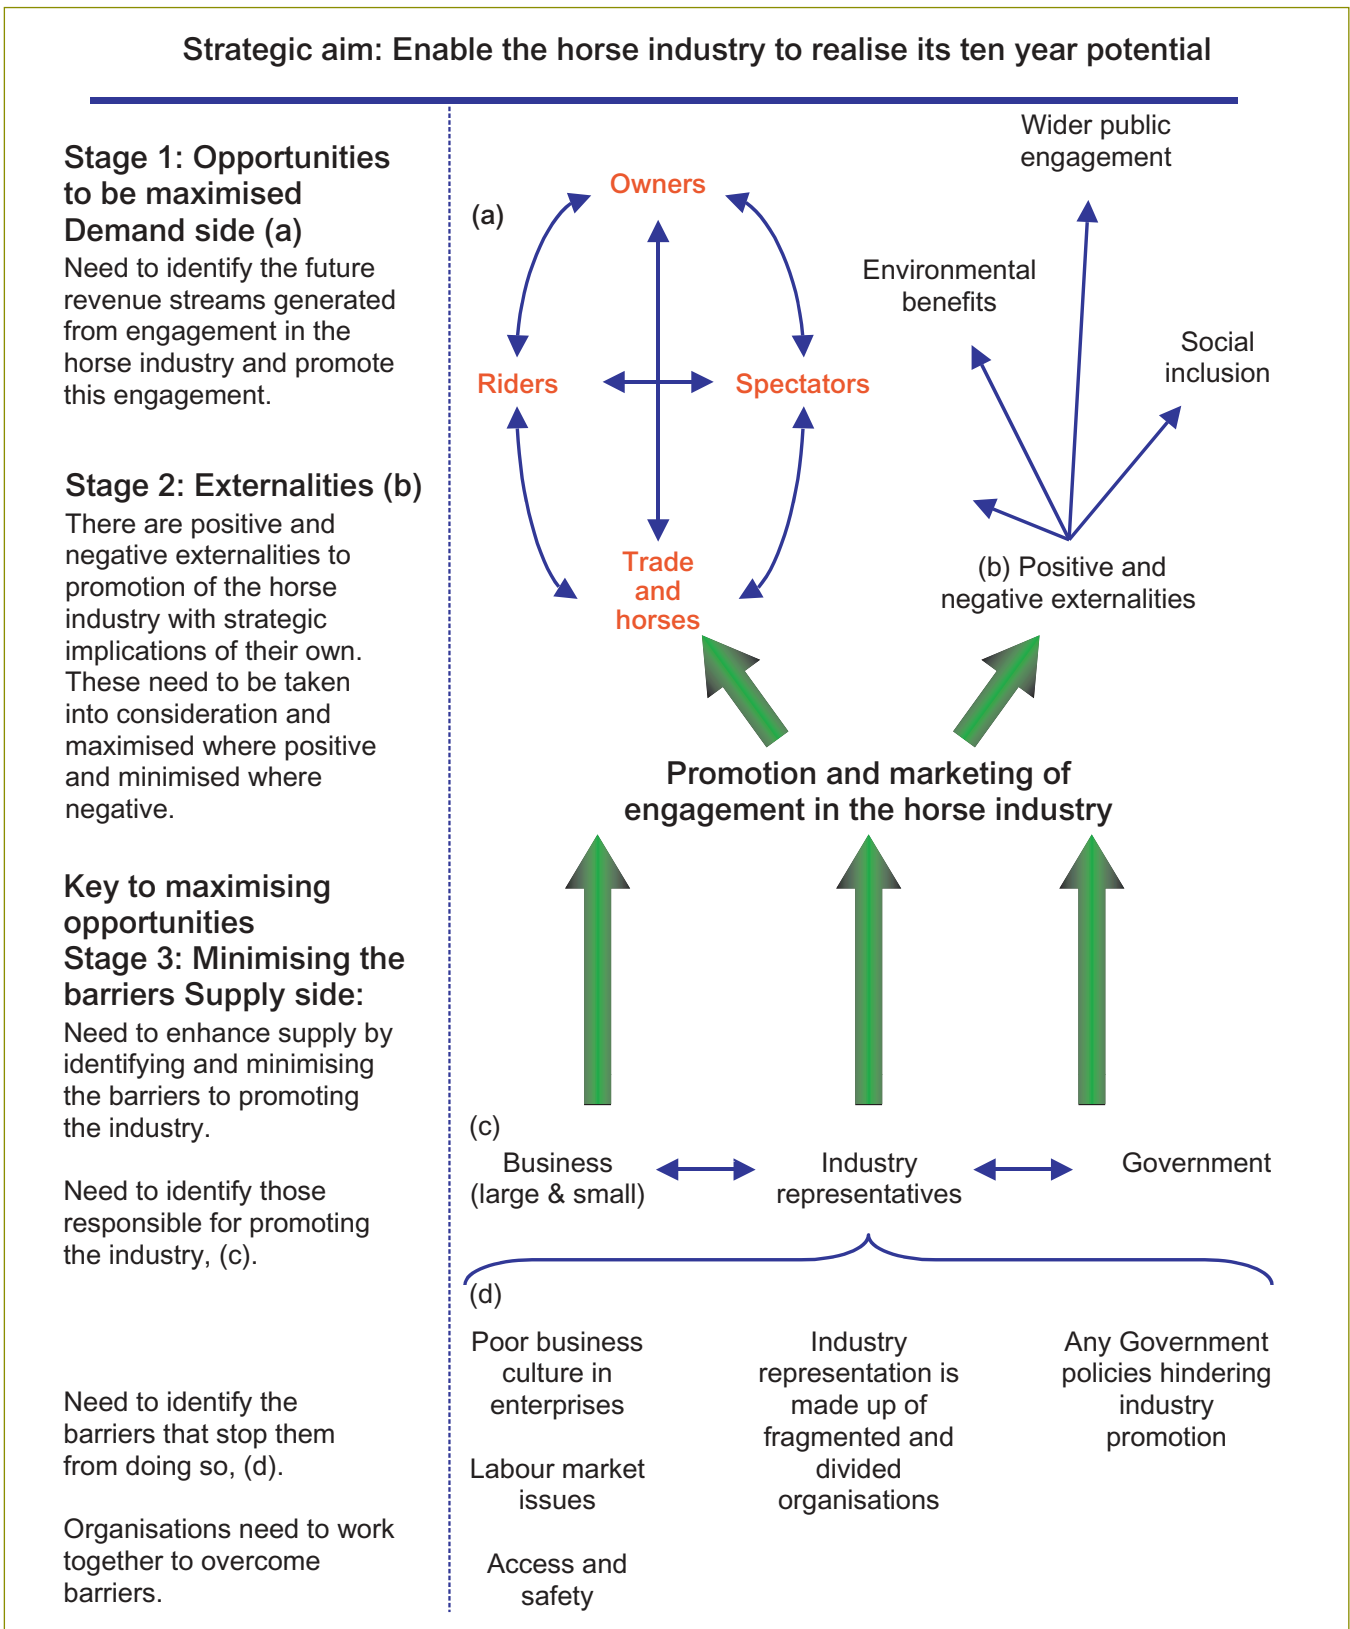 Strategic aim: Enable the horse industry to realise its ten year potential
Stage 1: Opportunities
to be maximised
Demand side (a)
Need to identify the future
revenue streams generated
from engagement in the
horse industry and promote
this engagement.
Stage 2: Externalities (b)
There are positive and
negative externalities to
promotion of the horse
industry with strategic
implications of their own.
These need to be taken
into consideration and
maximised where positive
and minimised where
negative.
Key to maximising
opportunities
Stage 3: Minimising the
barriers Supply side:
Need to enhance supply by
identifying and minimising
the barriers to promoting
the industry.
Need to identify those
responsible for promoting
the industry, (c).
Need to identify the
barriers that stop them
from doing so, (d).
Organisations need to work
together to overcome
barriers.
(a)
Owners
Riders
Spectators
Trade
and
horses
Wider public
engagement
Environmental
benefits
Social
inclusion
(b) Positive and
negative externalities
Promotion and marketing of
engagement in the horse industry
(c)
Business
(large & small)
Industry
representatives
Government
(d)
Poor business
culture in
enterprises
Labour market
issues
Access and
safety
Industry
representation is
made up of
fragmented and
divided
organisations
Any Government
policies hindering
industry
promotion